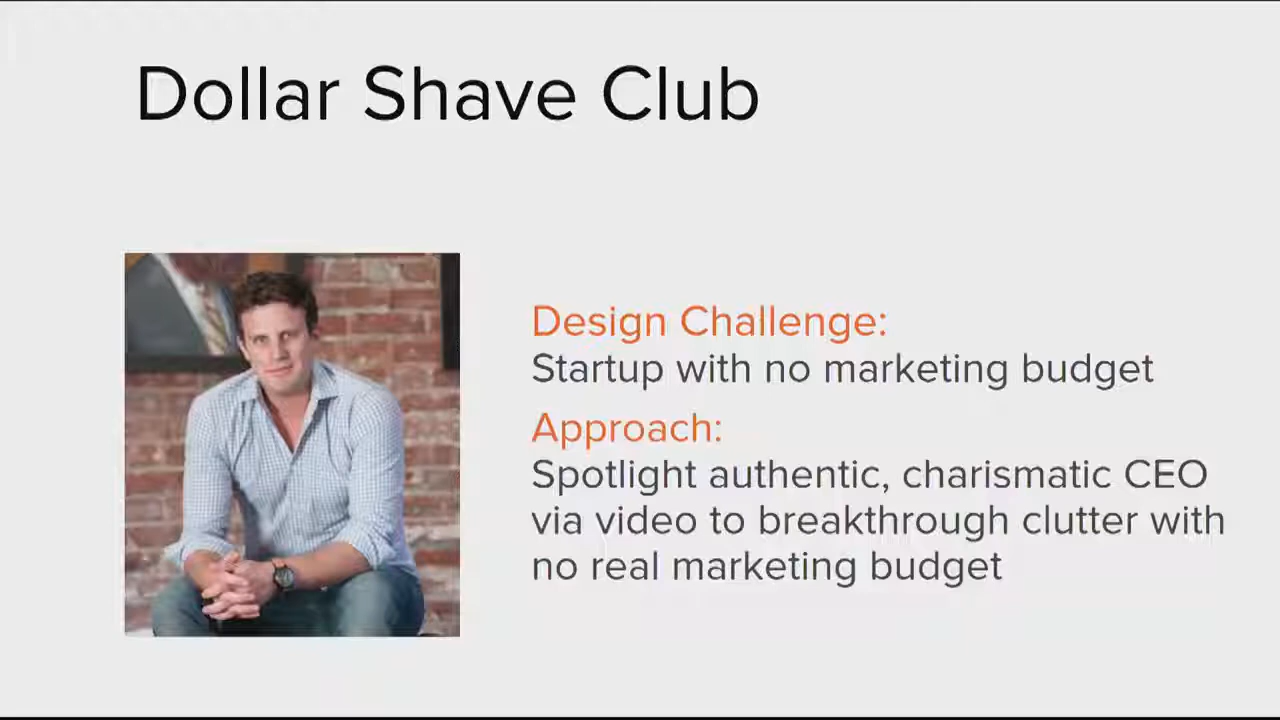 Dollar Shave Club
Design Challenge:
Startup with no marketing budget
Approach:
Spotlight authentic, charismatic CEO
via video to breakthrough clutter with
no real marketing budget